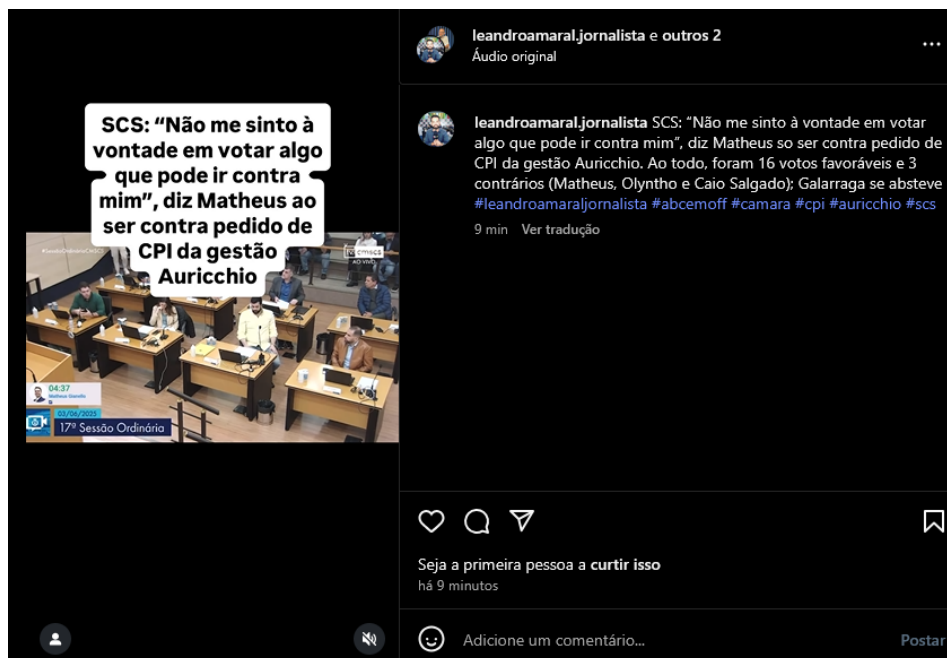 leandroamaral.jornalista e outros 2
Áudio original
SCS: “Não me sinto à
vontade em votar algo
que pode ir contra
mim”, diz Matheus ao
ser contra pedido de
CPI da gestão
Auricchio
#SessãoOrdináriaCMSCS
cmscs
AO VIVO
04:37
Matheus Gianello
03/06/2025
17ª Sessão Ordinária
leandroamaral.jornalista SCS: “Não me sinto à vontade em votar
algo que pode ir contra mim”, diz Matheus so ser contra pedido de
CPI da gestão Auricchio. Ao todo, foram 16 votos favoráveis e 3
contrários (Matheus, Olyntho e Caio Salgado); Galarraga se absteve
#leandroamaraljornalista #abcemoff #camara #cpi #auricchio #scs
9 min Ver tradução
Seja a primeira pessoa a curtir isso
há 9 minutos
Adicione um comentário...
Postar